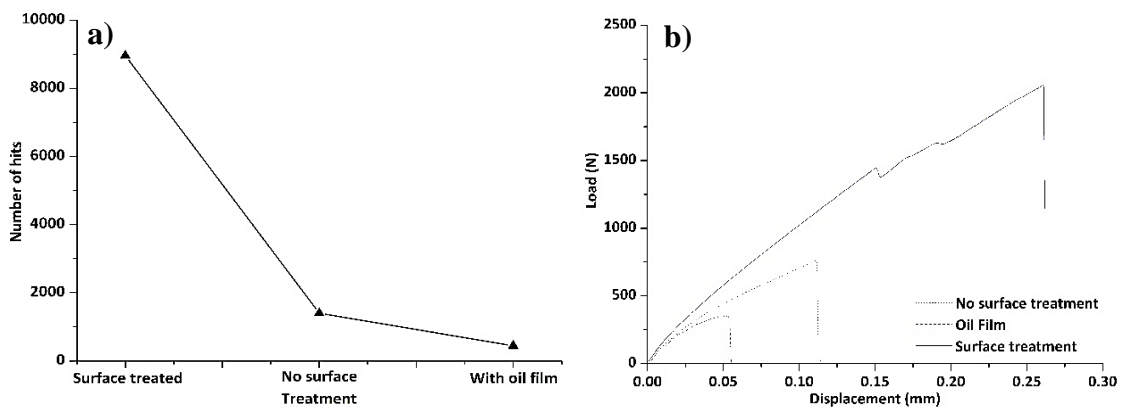 a)
10000
8000
6000
4000
2000
0
Number of hits
Surface treated No surface With oil film
Treatment
b)
2500
2000
1500
1000
500
0
Load (N)
No surface treatment
Oil Film
Surface treatment
0.00 0.05 0.10 0.15 0.20 0.25 0.30
Displacement (mm)